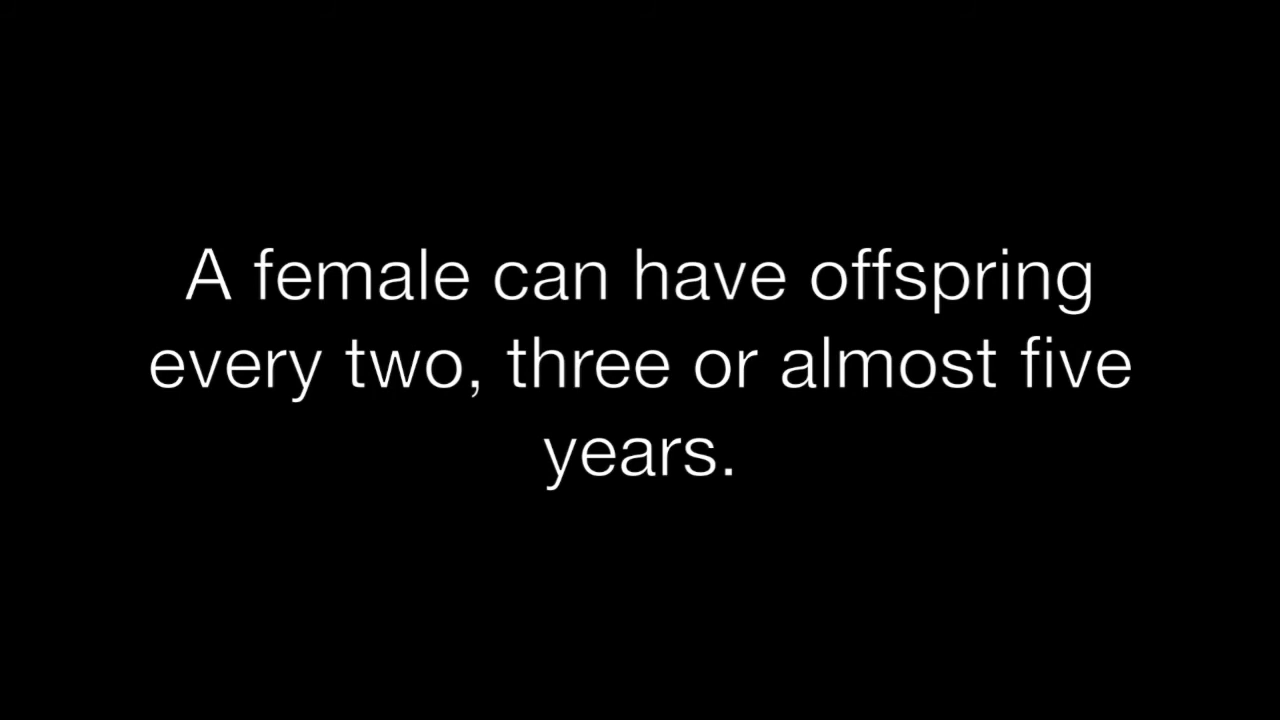 A female can have offspring
every two, three or almost five
years.